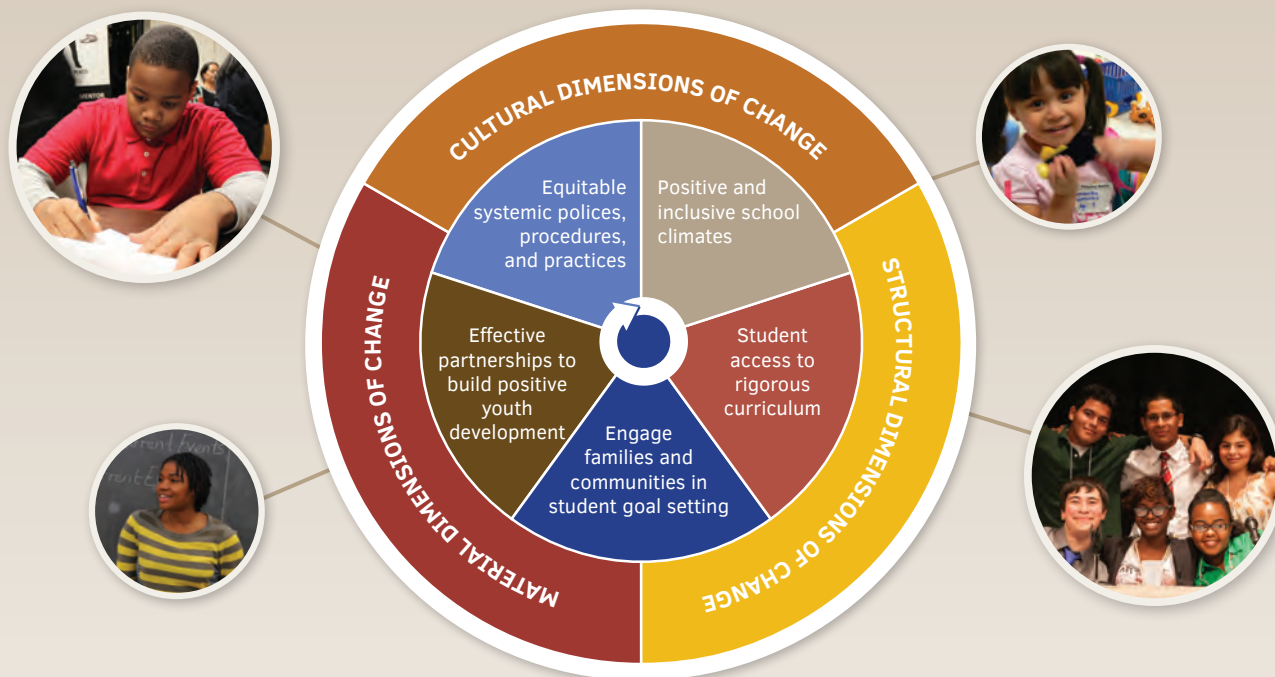 CULTURAL DIMENSIONS OF CHANGE
Equitable
systemic polices,
procedures,
and practices
Positive and
inclusive school
climates
STRUCTURAL DIMENSIONS OF CHANGE
Student
access to
rigorous
curriculum
Engage
families and
communities in
student goal setting
Effective
partnerships to
build positive
youth
development
MATERIAL DIMENSIONS OF CHANGE
MENTOR